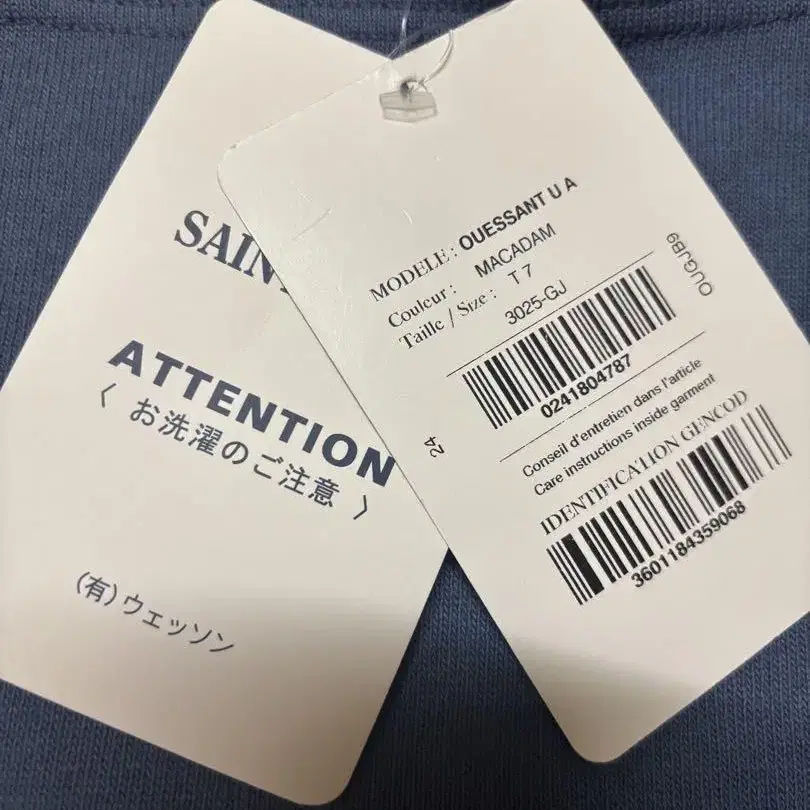 SAIN
ATTENTION
〈 お洗濯のご注意 〉
(有)ウェッソン
MODELE : OUESSANT U A
Couleur : MACADAM
Taille / Size : T 7
3025-GJ
OUGJB9
0241804787
24
Conseil d'entretien dans l'article
Care instructions inside garment
IDENTIFICATION GENCOD
3601184359068